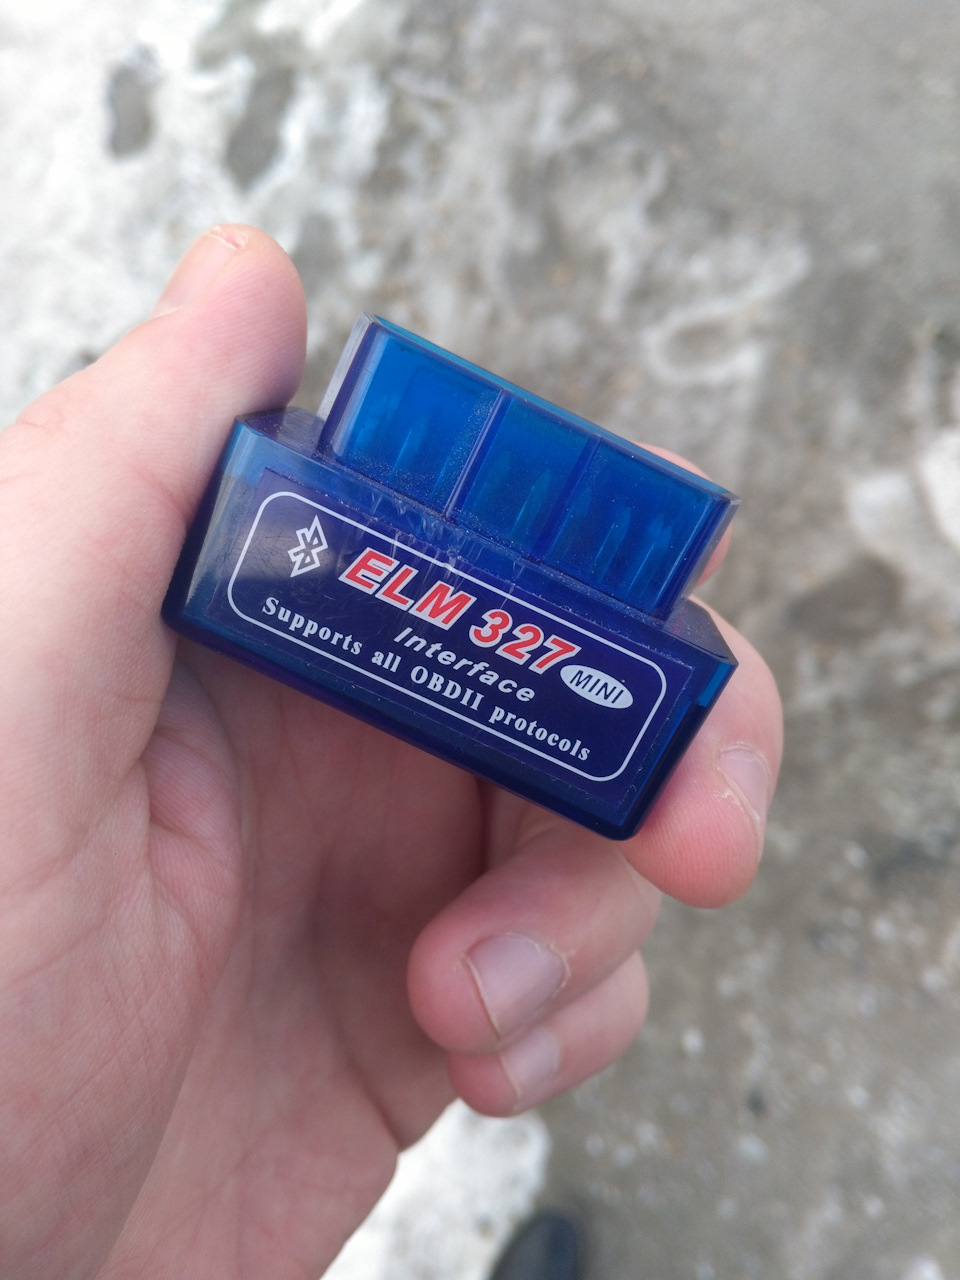 ELM 327
Interface MINI
Supports all OBDII protocols